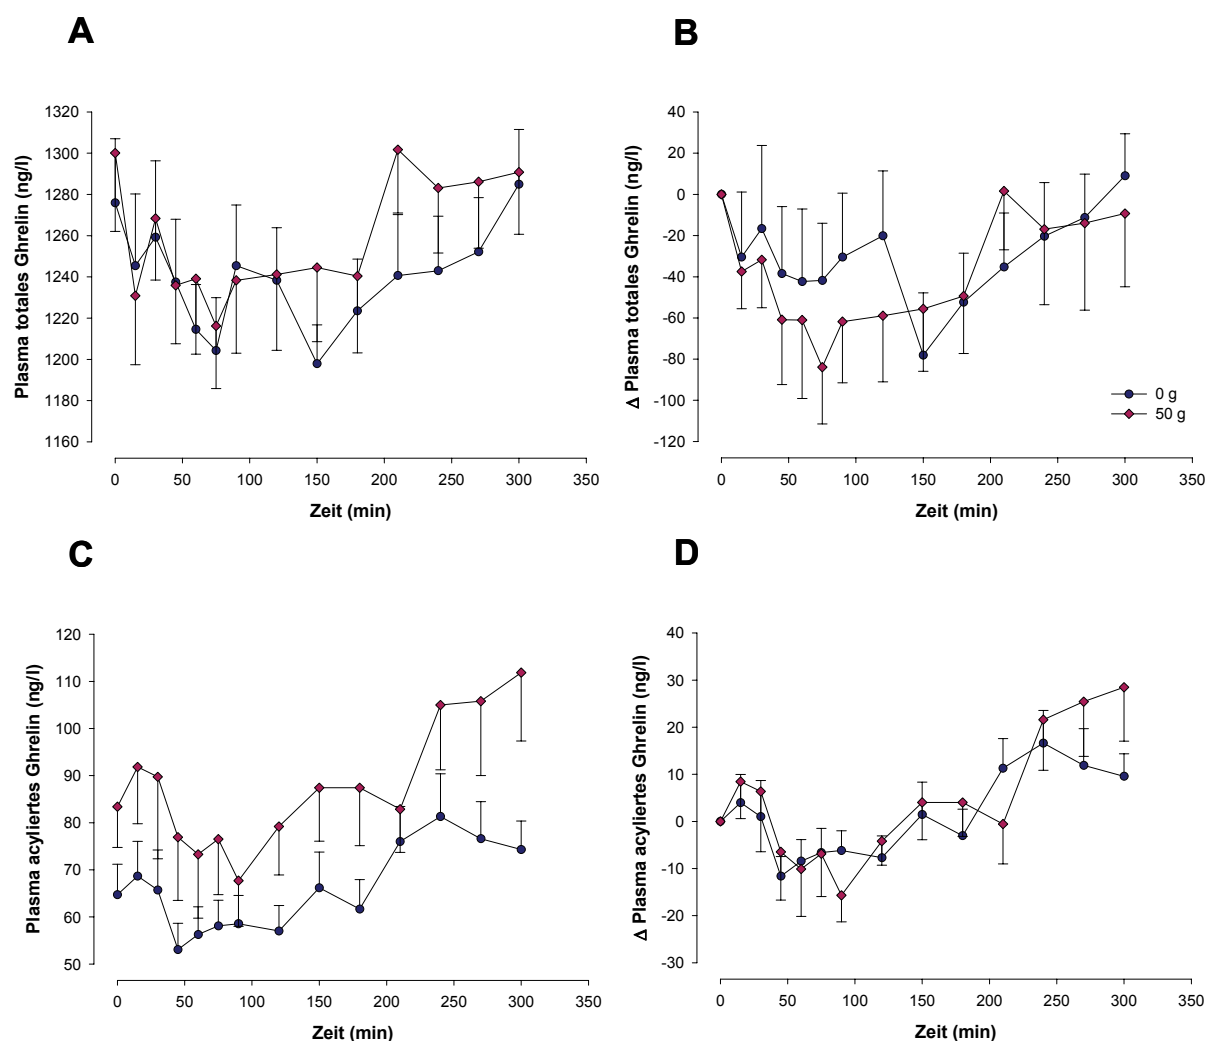 A
B
Plasma totales Ghrelin (ng/l)
1320
1300
1280
1260
1240
1220
1200
1180
1160
0 50 100 150 200 250 300 350
Zeit (min)
Δ Plasma totales Ghrelin (ng/l)
40
20
0
-20
-40
-60
-80
-100
-120
0 g
50 g
0 50 100 150 200 250 300 350
Zeit (min)
C
D
Plasma acyliertes Ghrelin (ng/l)
120
110
100
90
80
70
60
50
0 50 100 150 200 250 300 350
Zeit (min)
Δ Plasma acyliertes Ghrelin (ng/l)
40
30
20
10
0
-10
-20
-30
0 50 100 150 200 250 300 350
Zeit (min)